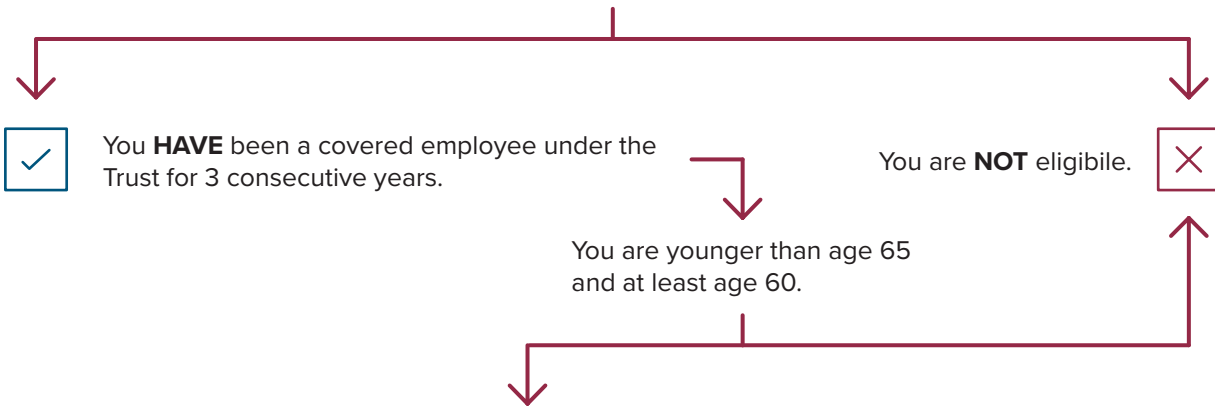 You HAVE been a covered employee under the
Trust for 3 consecutive years.
You are NOT eligibile.
You are younger than age 65
and at least age 60.